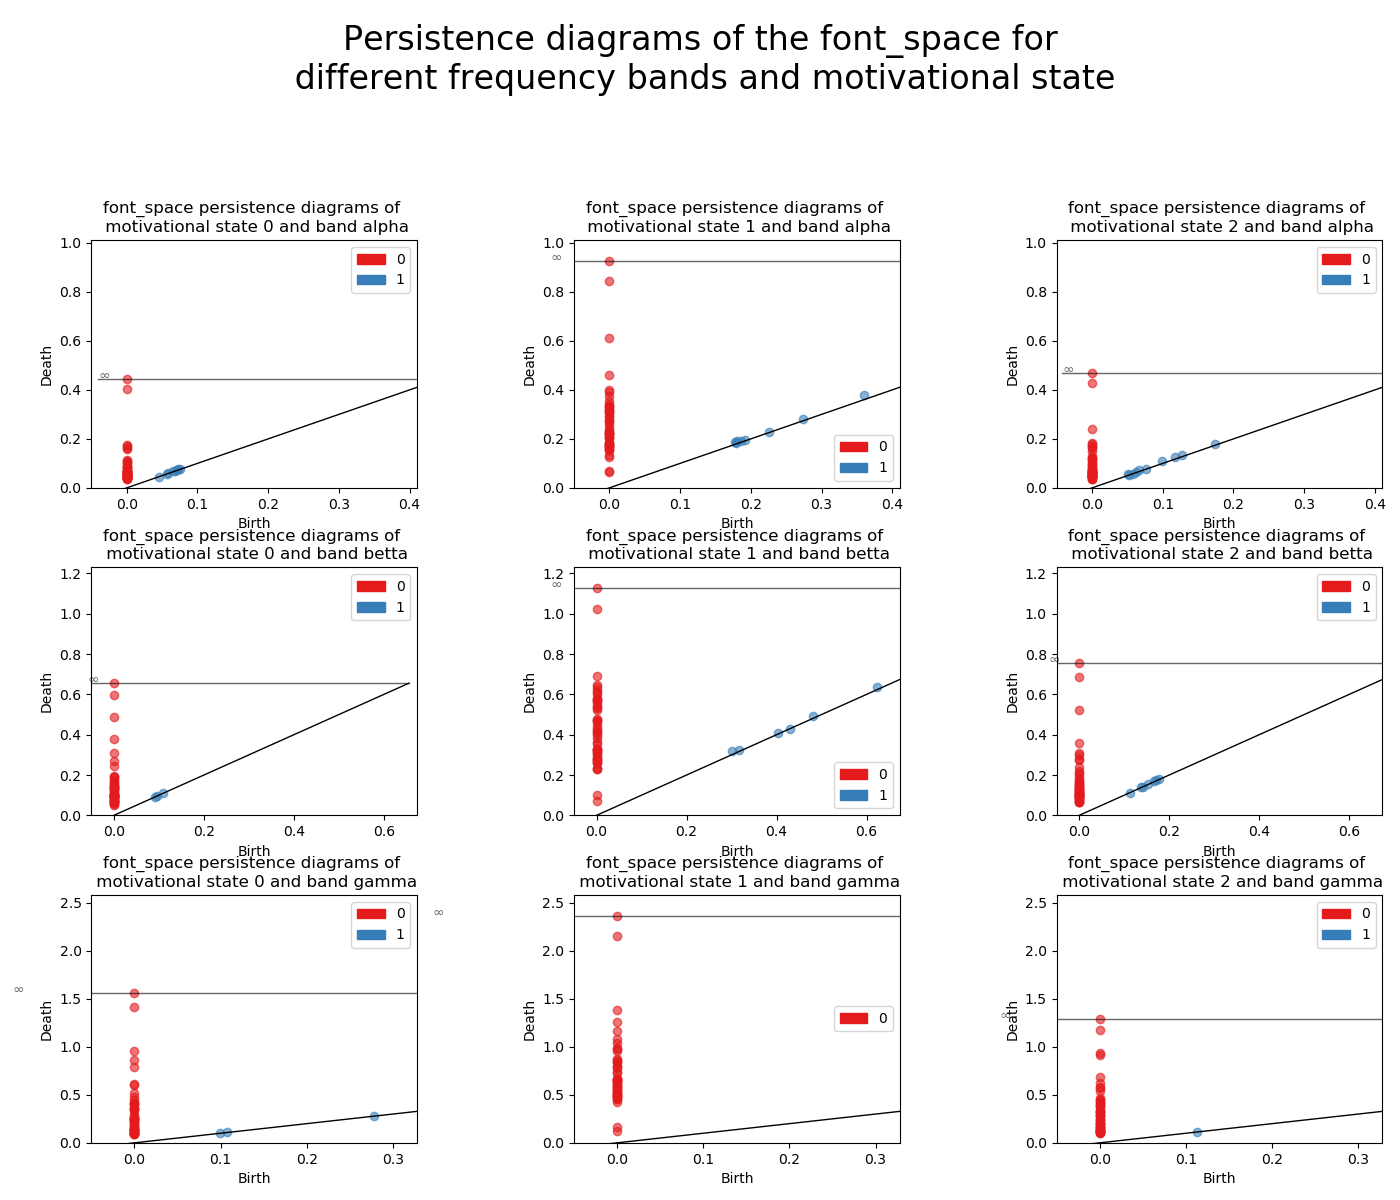 Persistence diagrams of the font_space for
different frequency bands and motivational state
font_space persistence diagrams of
motivational state 0 and band alpha
1.0
0.8
0.6
0.4
0.2
0.0
Death
∞
0
1
0.0 0.1 0.2 0.3 0.4
Birth
font_space persistence diagrams of
motivational state 1 and band alpha
1.0
0.8
0.6
0.4
0.2
0.0
Death
∞
0
1
0.0 0.1 0.2 0.3 0.4
Birth
font_space persistence diagrams of
motivational state 2 and band alpha
1.0
0.8
0.6
0.4
0.2
0.0
Death
∞
0
1
0.0 0.1 0.2 0.3 0.4
Birth
font_space persistence diagrams of
motivational state 0 and band betta
1.2
1.0
0.8
0.6
0.4
0.2
0.0
Death
∞
0
1
0.0 0.2 0.4 0.6
Birth
font_space persistence diagrams of
motivational state 1 and band betta
1.2
1.0
0.8
0.6
0.4
0.2
0.0
Death
∞
0
1
0.0 0.2 0.4 0.6
Birth
font_space persistence diagrams of
motivational state 2 and band betta
1.2
1.0
0.8
0.6
0.4
0.2
0.0
Death
∞
0
1
0.0 0.2 0.4 0.6
Birth
font_space persistence diagrams of
motivational state 0 and band gamma
2.5
2.0
1.5
1.0
0.5
0.0
Death
∞
0
1
0.0 0.1 0.2 0.3
Birth
font_space persistence diagrams of
motivational state 1 and band gamma
2.5
2.0
1.5
1.0
0.5
0.0
Death
∞
0
0.0 0.1 0.2 0.3
Birth
font_space persistence diagrams of
motivational state 2 and band gamma
2.5
2.0
1.5
1.0
0.5
0.0
Death
∞
0
1
0.0 0.1 0.2 0.3
Birth